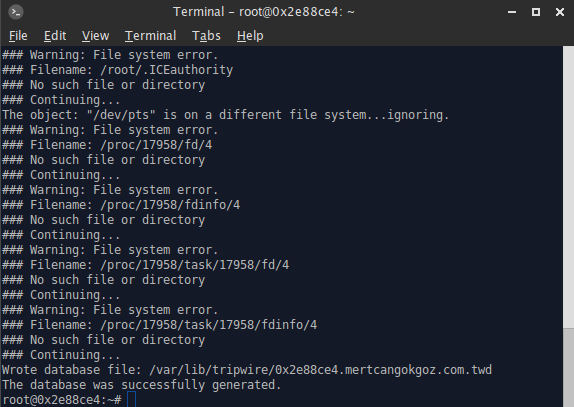 Terminal – root@0x2e88ce4: ~
File Edit View Terminal Tabs Help
### Warning: File system error.
### Filename: /root/.ICEauthority
### No such file or directory
### Continuing...
The object: "/dev/pts" is on a different file system...ignoring.
### Warning: File system error.
### Filename: /proc/17958/fd/4
### No such file or directory
### Continuing...
### Warning: File system error.
### Filename: /proc/17958/fdinfo/4
### No such file or directory
### Continuing...
### Warning: File system error.
### Filename: /proc/17958/task/17958/fd/4
### No such file or directory
### Continuing...
### Warning: File system error.
### Filename: /proc/17958/task/17958/fdinfo/4
### No such file or directory
### Continuing...
Wrote database file: /var/lib/tripwire/0x2e88ce4.mertcangokgoz.com.twd
The database was successfully generated.
root@0x2e88ce4:~#